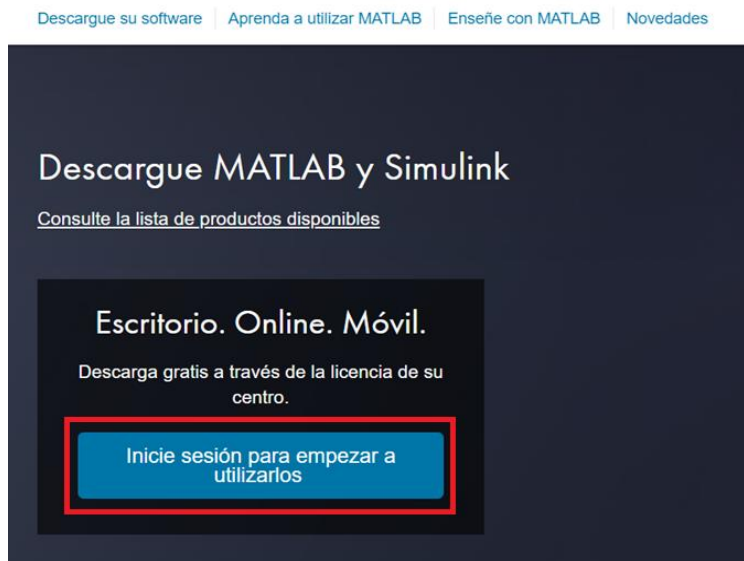 Descargue su software Aprenda a utilizar MATLAB Enseñe con MATLAB Novedades
Descargue MATLAB y Simulink
Consulte la lista de productos disponibles
Escritorio. Online. Móvil.
Descarga gratis a través de la licencia de su
centro.
Inicie sesión para empezar a
utilizarlos